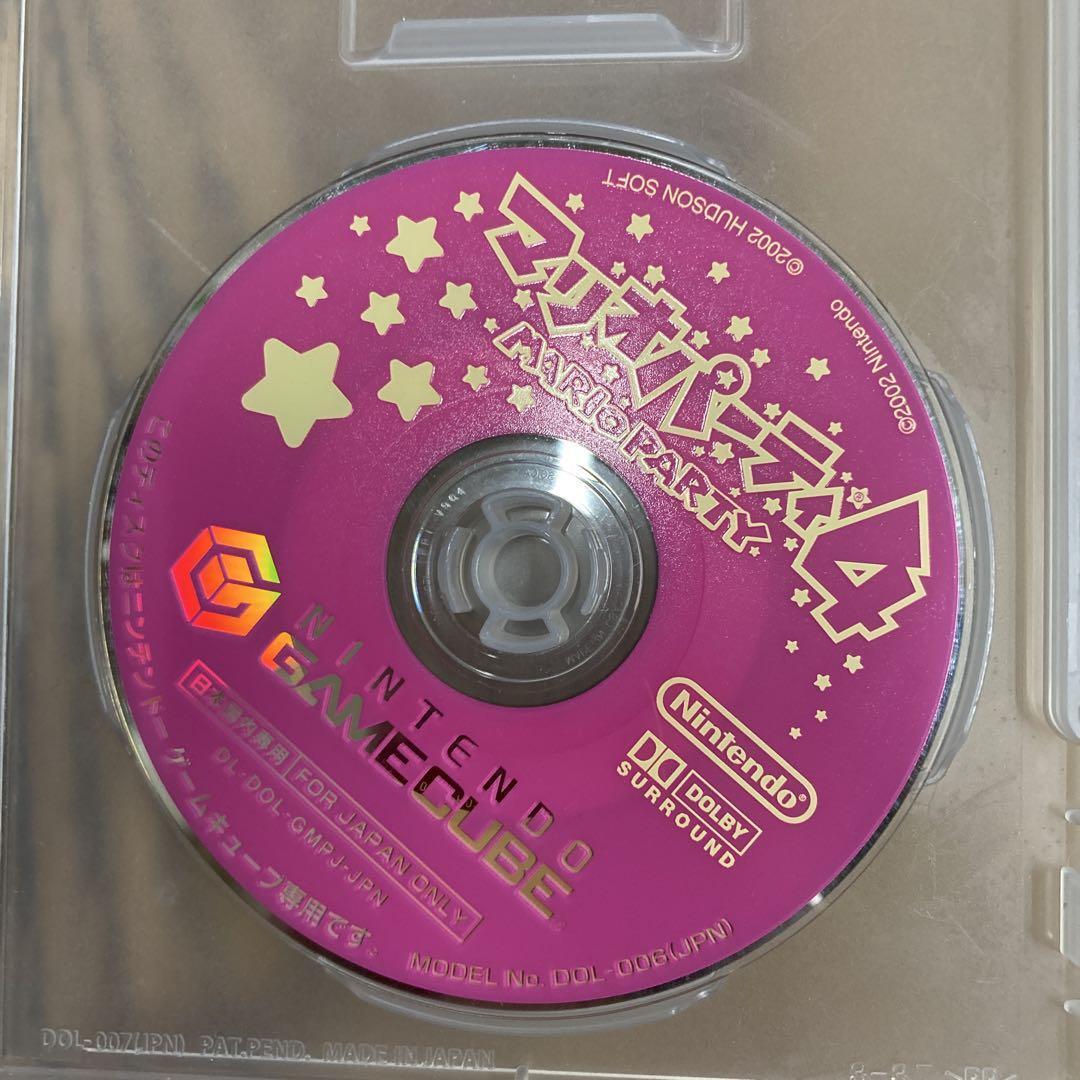 ©2002 HUDSON SOFT
©2002 Nintendo
マリオパーティ4
MARIO PARTY
Nintendo®
DOLBY
SURROUND
NINTENDO
GAMECUBE
日本国内専用 FOR JAPAN ONLY
DL-DOL-GMPJ-JPN
このディスクはニンテンドーゲームキューブ専用です。
MODEL No. DOL-006(JPN)
DOL-007(JPN) PAT.PEND. MADE IN JAPAN